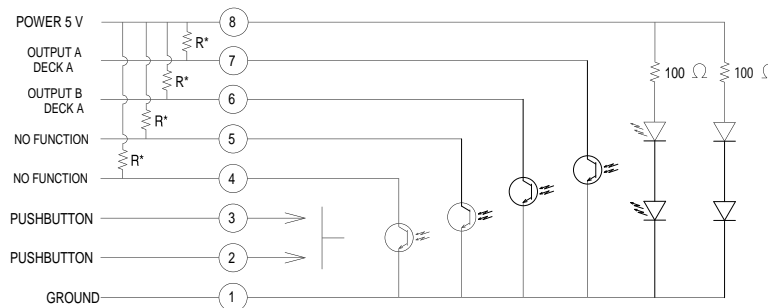 POWER 5 V
8
R*
OUTPUT A
DECK A
7
R*
OUTPUT B
DECK A
6
R*
NO FUNCTION
5
R*
NO FUNCTION
4
PUSHBUTTON
3
PUSHBUTTON
2
GROUND
1
100 Ω
100 Ω